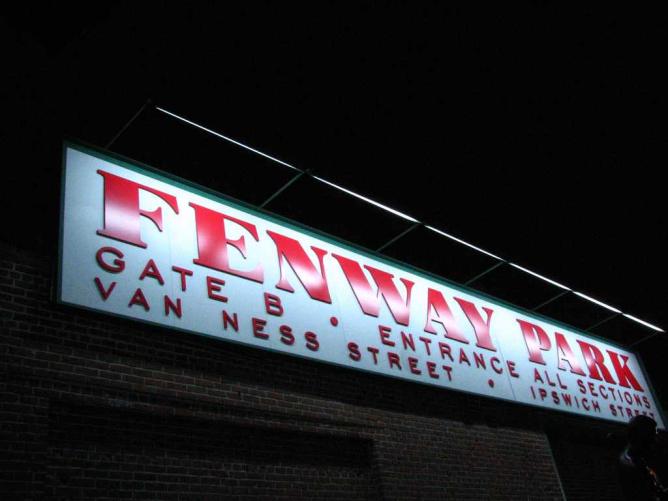 FENWAY PARK
GATE B • ENTRANCE ALL SECTIONS
VAN NESS STREET • IPSWICH STREET